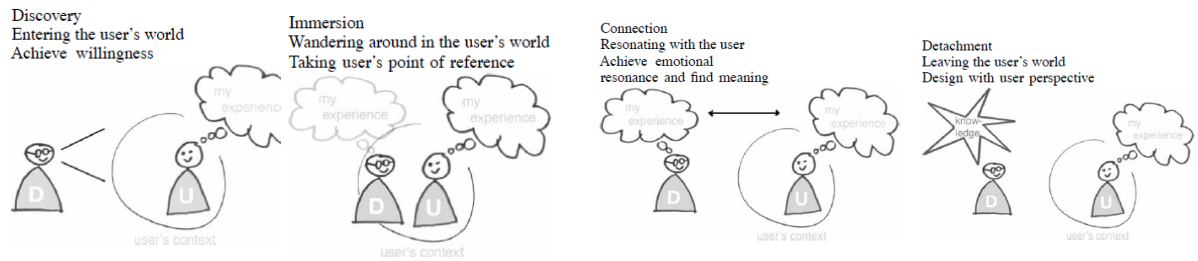 Discovery
Entering the user's world
Achieve willingness
my
experienc
D
U
user's context
Immersion
Wandering around in the user's world
Taking user's point of reference
my
experience
my
experience
D
U
user's context
Connection
Resonating with the user
Achieve emotional
resonance and find meaning
my
experience
my
experience
D
U
user's context
Detachment
Leaving the user's world
Design with user perspective
know-
ledge
my
experience
D
U
user's context